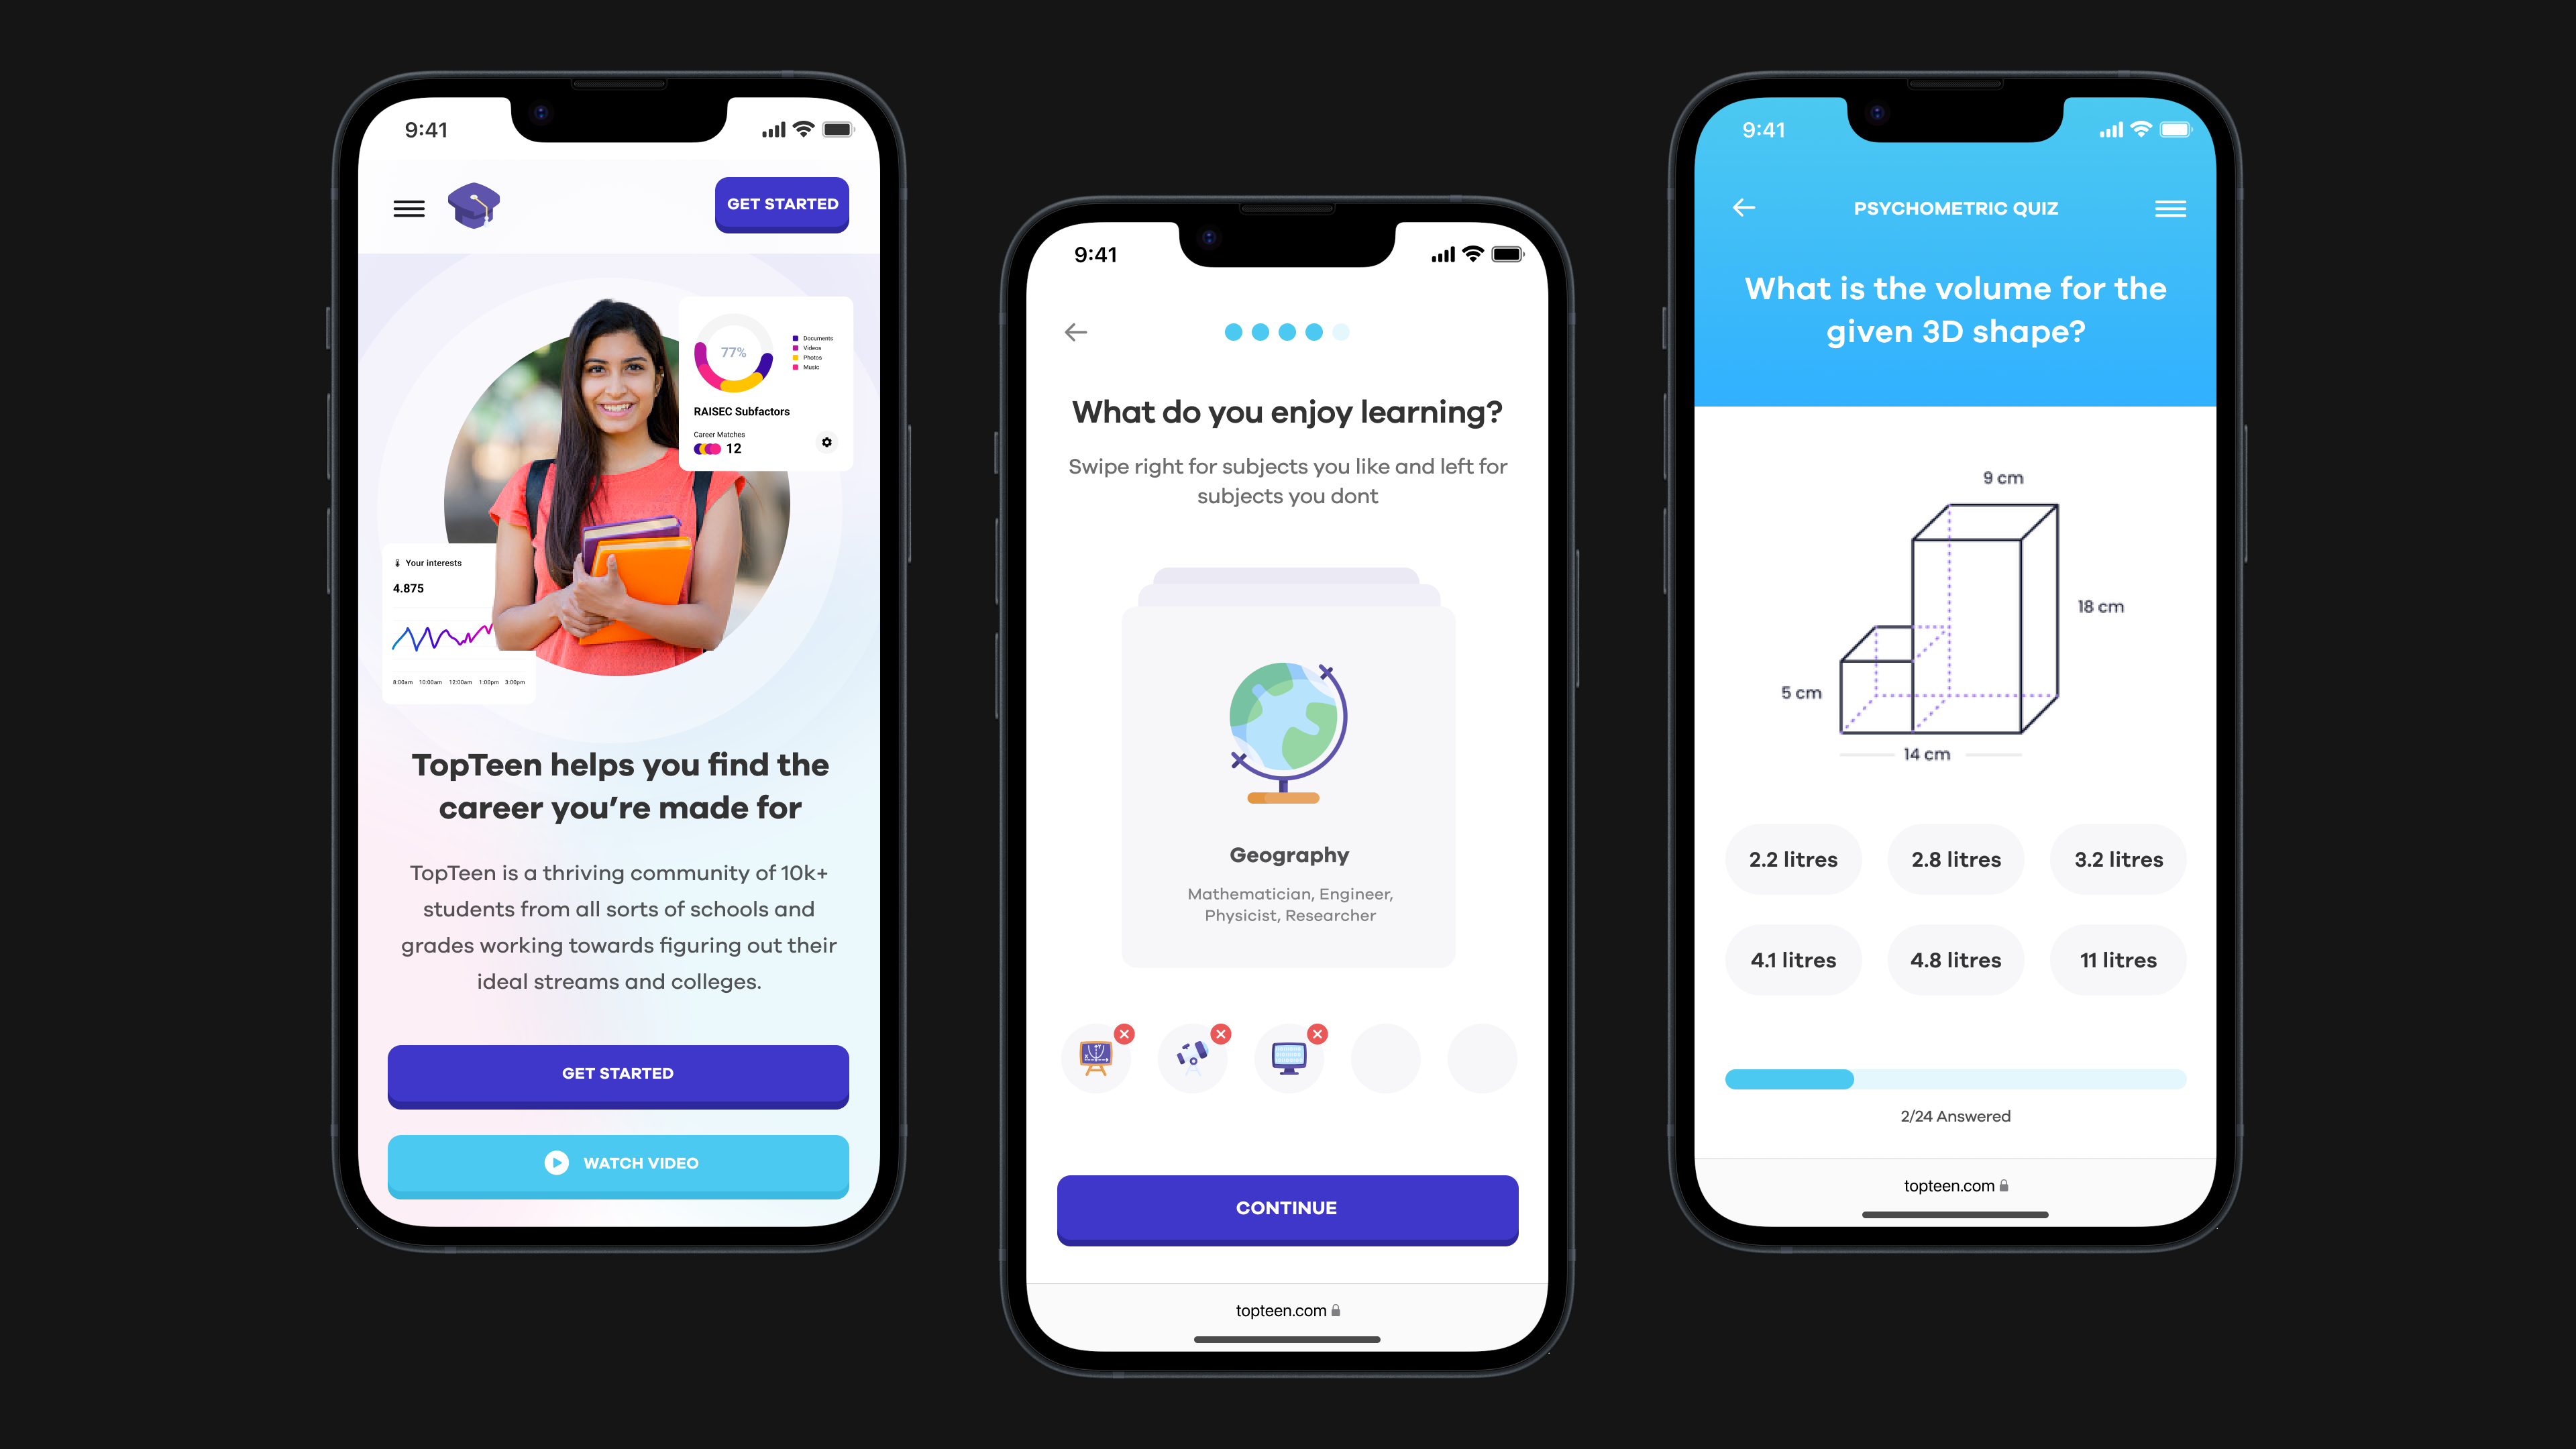 9:41
GET STARTED
77%
Documents
Videos
Photos
Music
RAISEC Subfactors
Career Matches
12
Your interests
4.875
8:00am 10:00am 12:00am 1:00pm 3:00pm
TopTeen helps you find the
career you’re made for
TopTeen is a thriving community of 10k+
students from all sorts of schools and
grades working towards figuring out their
ideal streams and colleges.
GET STARTED
WATCH VIDEO
9:41
What do you enjoy learning?
Swipe right for subjects you like and left for
subjects you dont
Geography
Mathematician, Engineer,
Physicist, Researcher
CONTINUE
topteen.com
9:41
PSYCHOMETRIC QUIZ
What is the volume for the
given 3D shape?
9 cm
18 cm
5 cm
14 cm
2.2 litres 2.8 litres 3.2 litres
4.1 litres 4.8 litres 11 litres
2/24 Answered
topteen.com